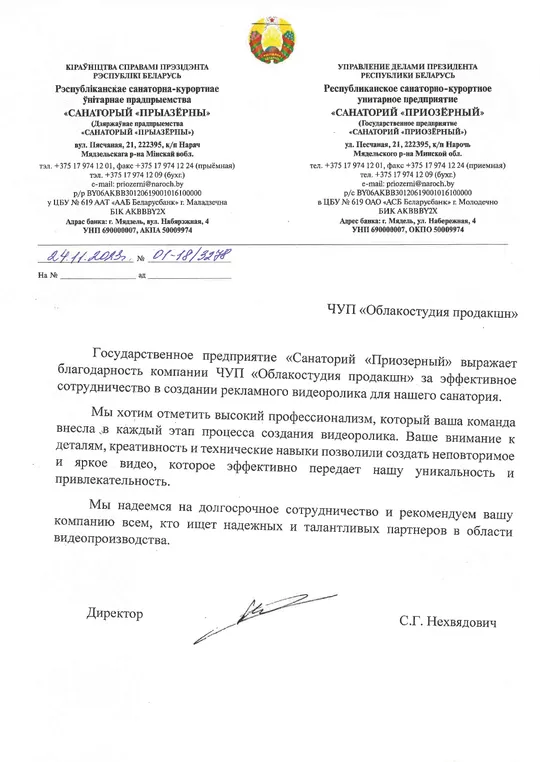 КІРАЎНІЦТВА СПРАВАМІ ПРЭЗІДЭНТА
РЭСПУБЛІКІ БЕЛАРУСЬ
Рэспубліканскае санаторна-курортнае
ўнітарнае прадпрыемства
«САНАТОРЫЙ «ПРЫАЗЁРНЫ»
(Дзяржаўнае прадпрыемства
«САНАТОРЫЙ «ПРЫАЗЁРНЫ»)
вул. Пясчаная, 21, 222395, к/п Нарач
Мядзельскага р-на Мінскай вобл.
тэл. +375 17 974 12 01, факс +375 17 974 12 74 (прыёмная)
тэл. +375 17 974 12 09 (бухг.)
e-mail: priozerni@naroch.by
р/р BY06AKBB30120619001016100000
у ЦБУ № 619 ААТ «ААБ Беларусбанк» г. Маладзечна
БІК AKBBBY2X
Адрас банка: г. Мядзель, вул. Набярэжная, 4
УНП 690000007, АКПА 50009974
УПРАВЛЕНИЕ ДЕЛАМИ ПРЕЗИДЕНТА
РЕСПУБЛИКИ БЕЛАРУСЬ
Республиканское санаторно-курортное
унитарное предприятие
«САНАТОРИЙ «ПРИОЗЁРНЫЙ»
(Государственное предприятие
«САНАТОРИЙ «ПРИОЗЁРНЫЙ»)
ул. Песчаная, 21, 222395, к/п Нарочь
Мядельского р-на Минской обл.
тел. +375 17 974 12 01, факс +375 17 974 12 74 (приемная)
тел. +375 17 974 12 09 (бухг.)
e-mail: priozerni@naroch.by
р/с BY06AKBB30120619001016100000
в ЦБУ № 619 ОАО «АСБ Беларусбанк» г. Молодечно
БИК AKBBBY2X
Адрес банка: г. Мядель, ул. Набережная, 4
УНП 690000007, ОКПО 50009974
24.11.2023г. № 01-18/3278
На № ад
ЧУП «Облакостудия продакшн»
Государственное предприятие «Санаторий «Приозерный» выражает
благодарность компании ЧУП «Облакостудия продакшн» за эффективное
сотрудничество в создании рекламного видеоролика для нашего санатория.
Мы хотим отметить высокий профессионализм, который ваша команда
внесла в каждый этап процесса создания видеоролика. Ваше внимание к
деталям, креативность и технические навыки позволили создать неповторимое
и яркое видео, которое эффективно передает нашу уникальность и
привлекательность.
Мы надеемся на долгосрочное сотрудничество и рекомендуем вашу
компанию всем, кто ищет надежных и талантливых партнеров в области
видеопроизводства.
Директор
С.Г. Нехвядович